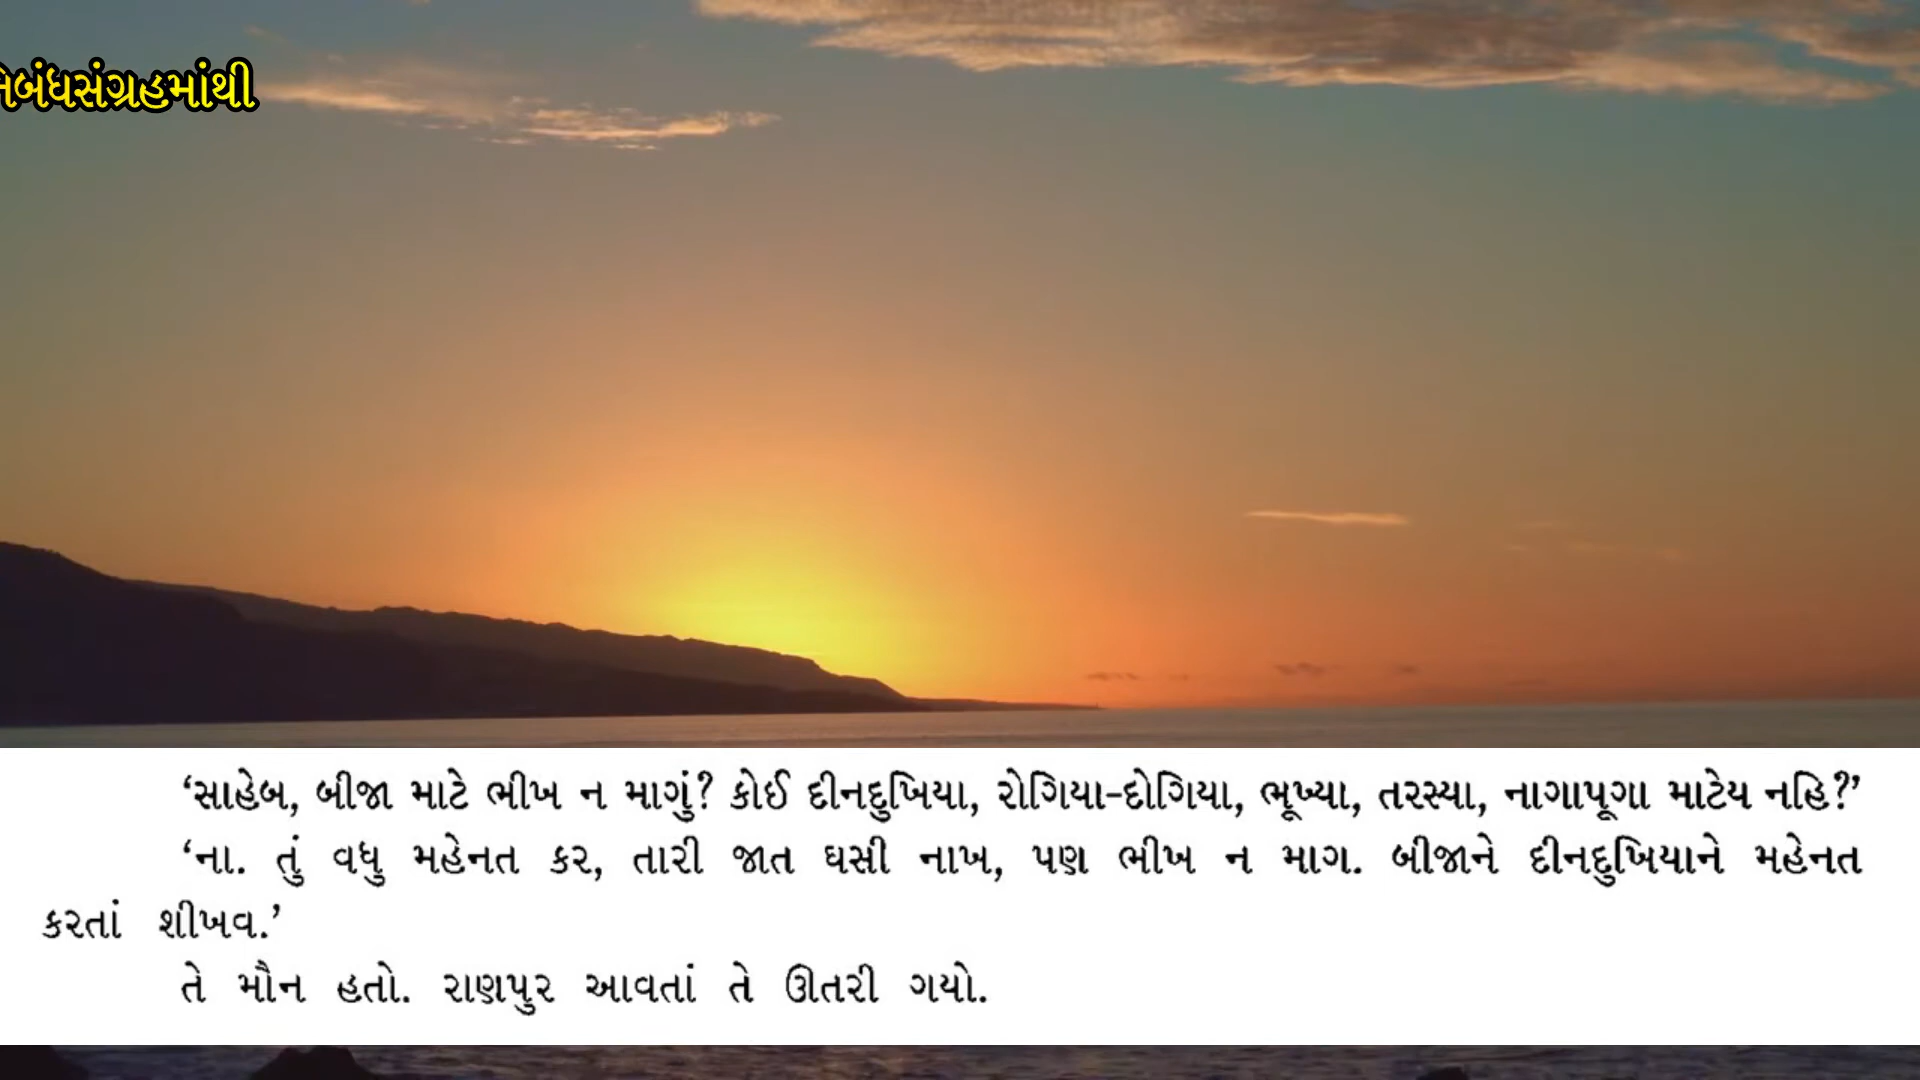 નિબંધસંગ્રહમાંથી
‘સાહેબ, બીજા માટે ભીખ ન માગું? કોઈ દીનદુખિયા, રોગિયા-દોગિયા, ભૂખ્યા, તરસ્યા, નાગાપૂગા માટેય નહિ?’
‘ના. તું વધુ મહેનત કર, તારી જાત ઘસી નાખ, પણ ભીખ ન માગ. બીજાને દીનદુખિયાને મહેનત
કરતાં શીખવ.’
તે મૌન હતો. રાણપુર આવતાં તે ઊતરી ગયો.